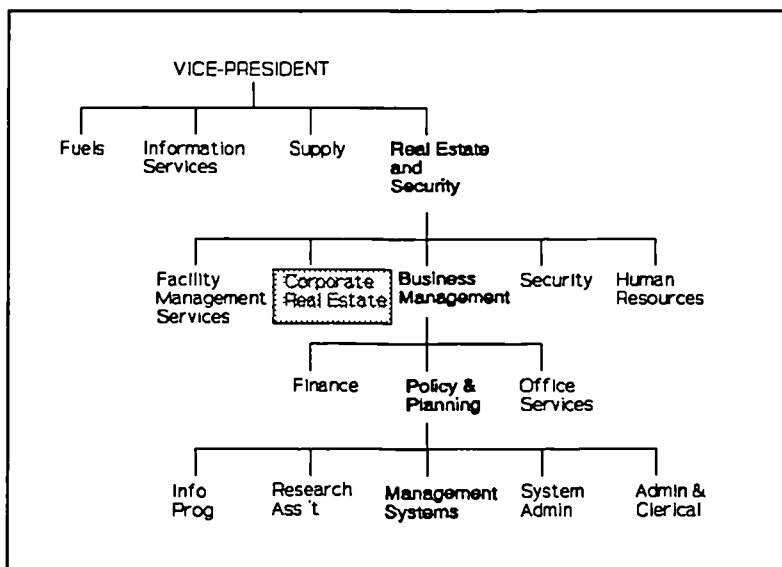 VICE-PRESIDENT
Fuels
Information
Services
Supply
Real Estate
and
Security
Facility
Management
Services
Corporate
Real Estate
Business
Management
Security
Human
Resources
Finance
Policy &
Planning
Office
Services
Info
Prog
Research
Ass't
Management
Systems
System
Admin
Admin &
Clerical